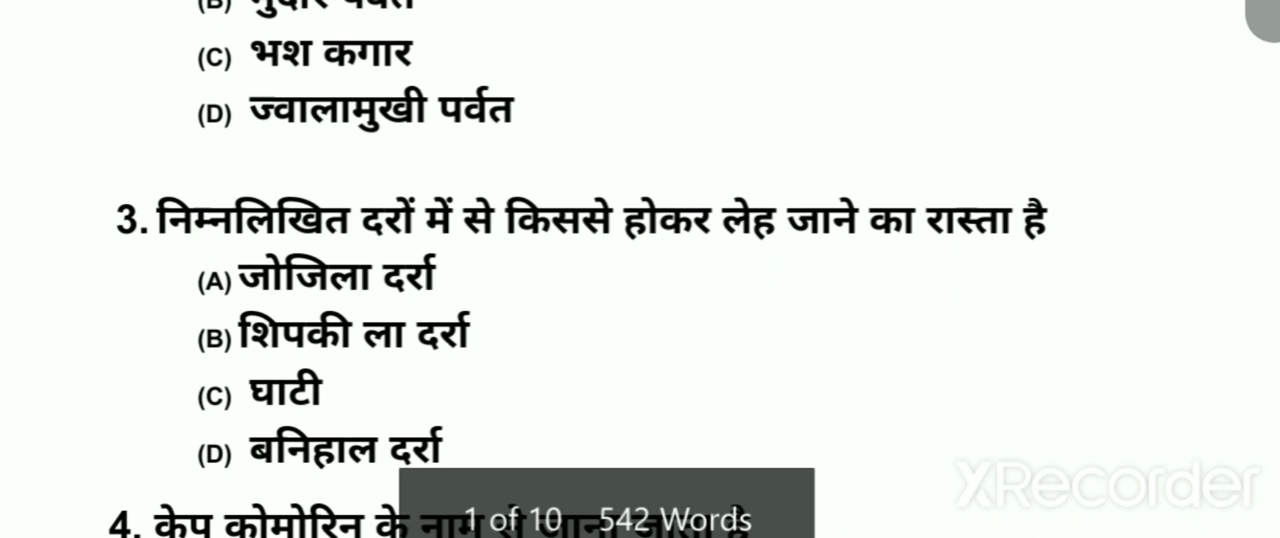 (C) भश कगार
(D) ज्वालामुखी पर्वत
3. निम्नलिखित दरों में से किससे होकर लेह जाने का रास्ता है
(A) जोजिला दर्रा
(B) शिपकी ला दर्रा
(C) घाटी
(D) बनिहाल दर्रा
4. केप कोमोरिन के नाम से जाना जाता है
1 of 10 542 Words
XRecorder